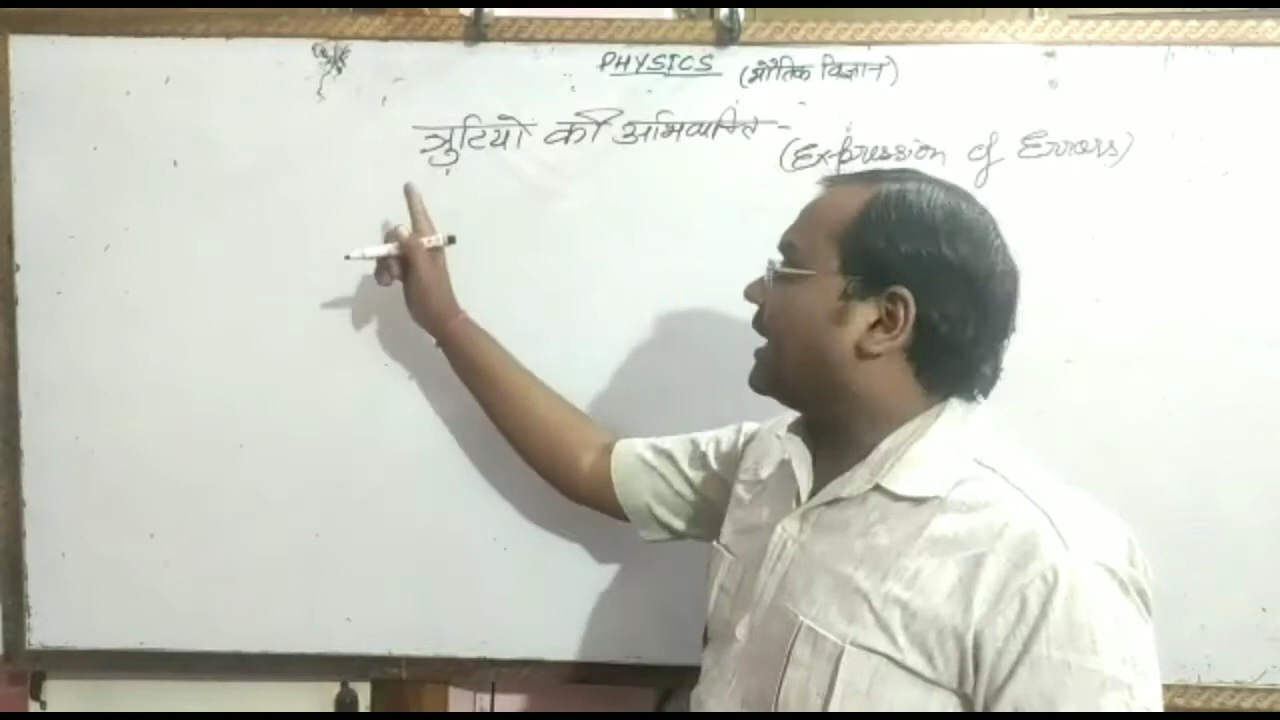 PHYSICS (भौतिक विज्ञान)
त्रुटियो की अभिव्यक्ति - (Expression of Errors)